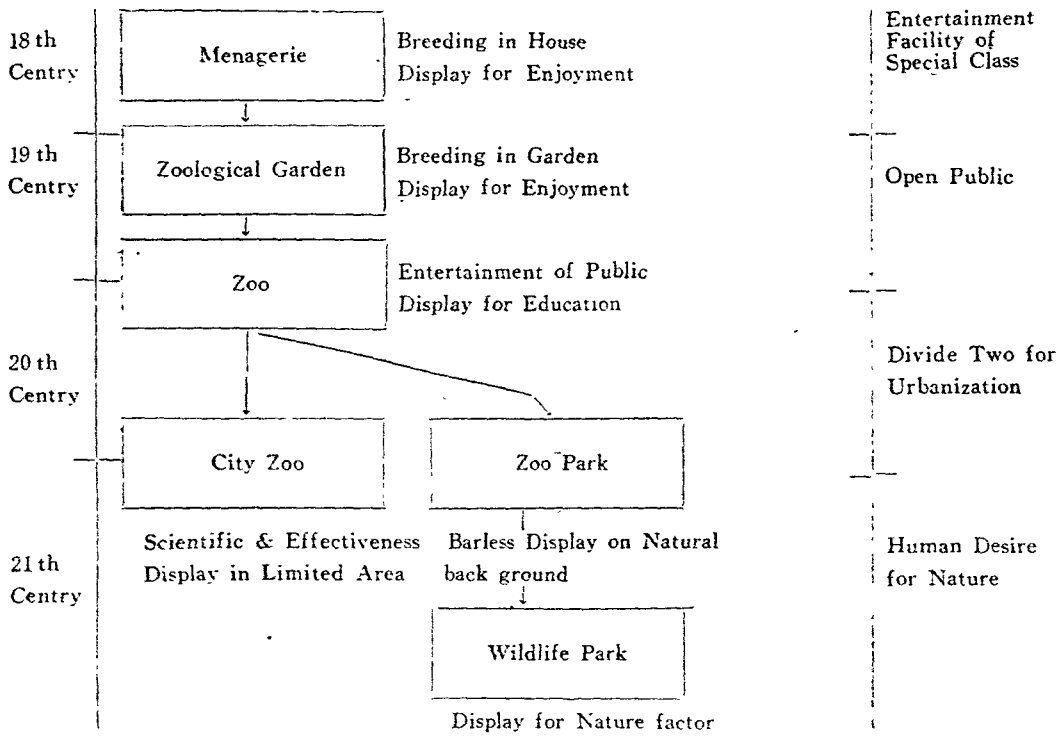 18 th
Centry
Menagerie
Breeding in House
Display for Enjoyment
Entertainment
Facility of
Special Class
19 th
Centry
Zoological Garden
Breeding in Garden
Display for Enjoyment
Open Public
Zoo
Entertainment of Public
Display for Education
20 th
Centry
Divide Two for
Urbanization
City Zoo
Zoo Park
21 th
Centry
Scientific & Effectiveness
Display in Limited Area
Barless Display on Natural
back ground
Human Desire
for Nature
Wildlife Park
Display for Nature factor